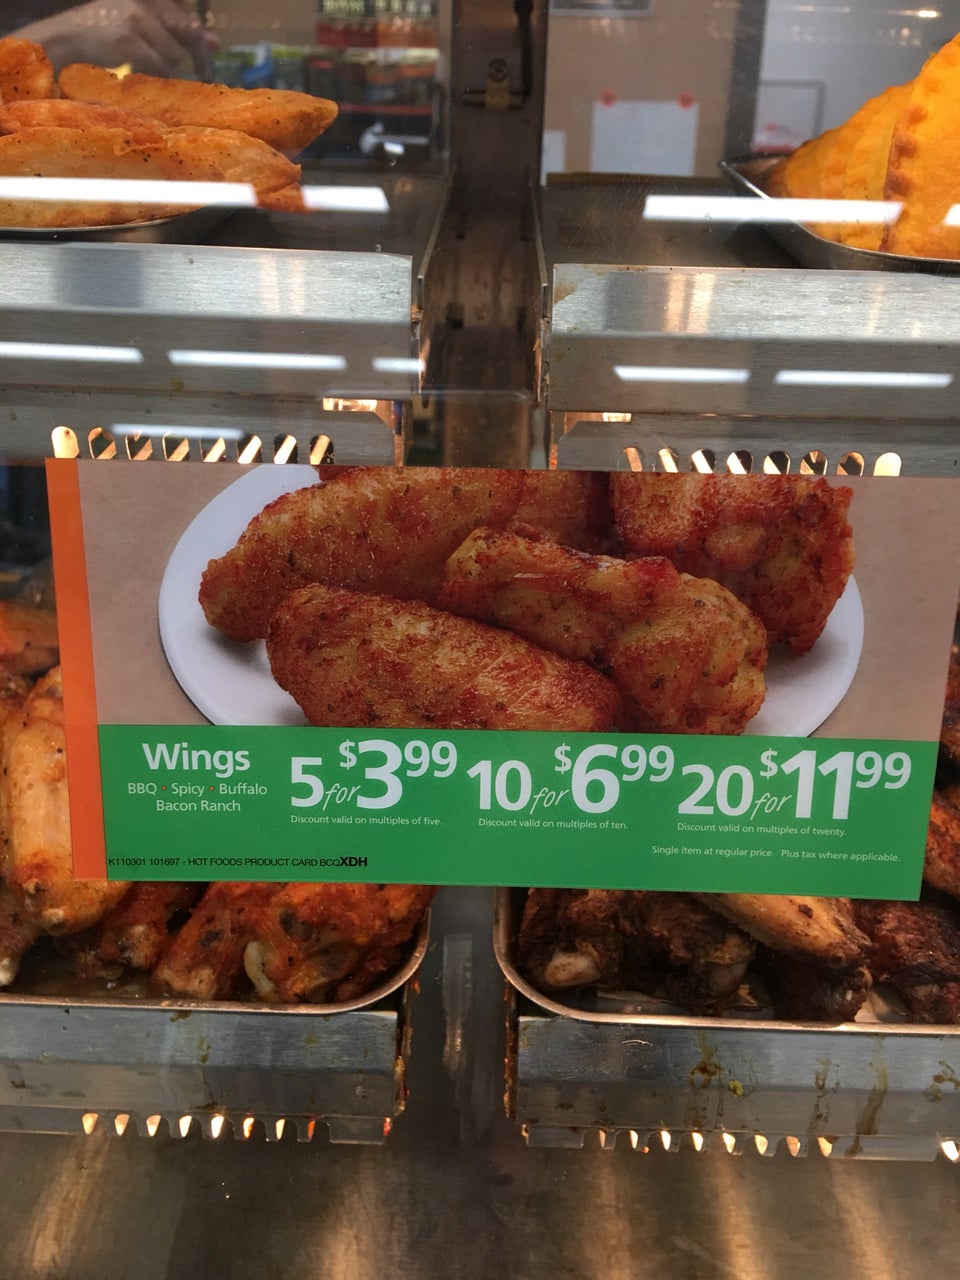 Wings
BBQ • Spicy • Buffalo
Bacon Ranch
5 for $3.99
Discount valid on multiples of five.
10 for $6.99
Discount valid on multiples of ten.
20 for $11.99
Discount valid on multiples of twenty.
Single item at regular price. Plus tax where applicable.
K110301 101697 - HOT FOODS PRODUCT CARD BCQXDH